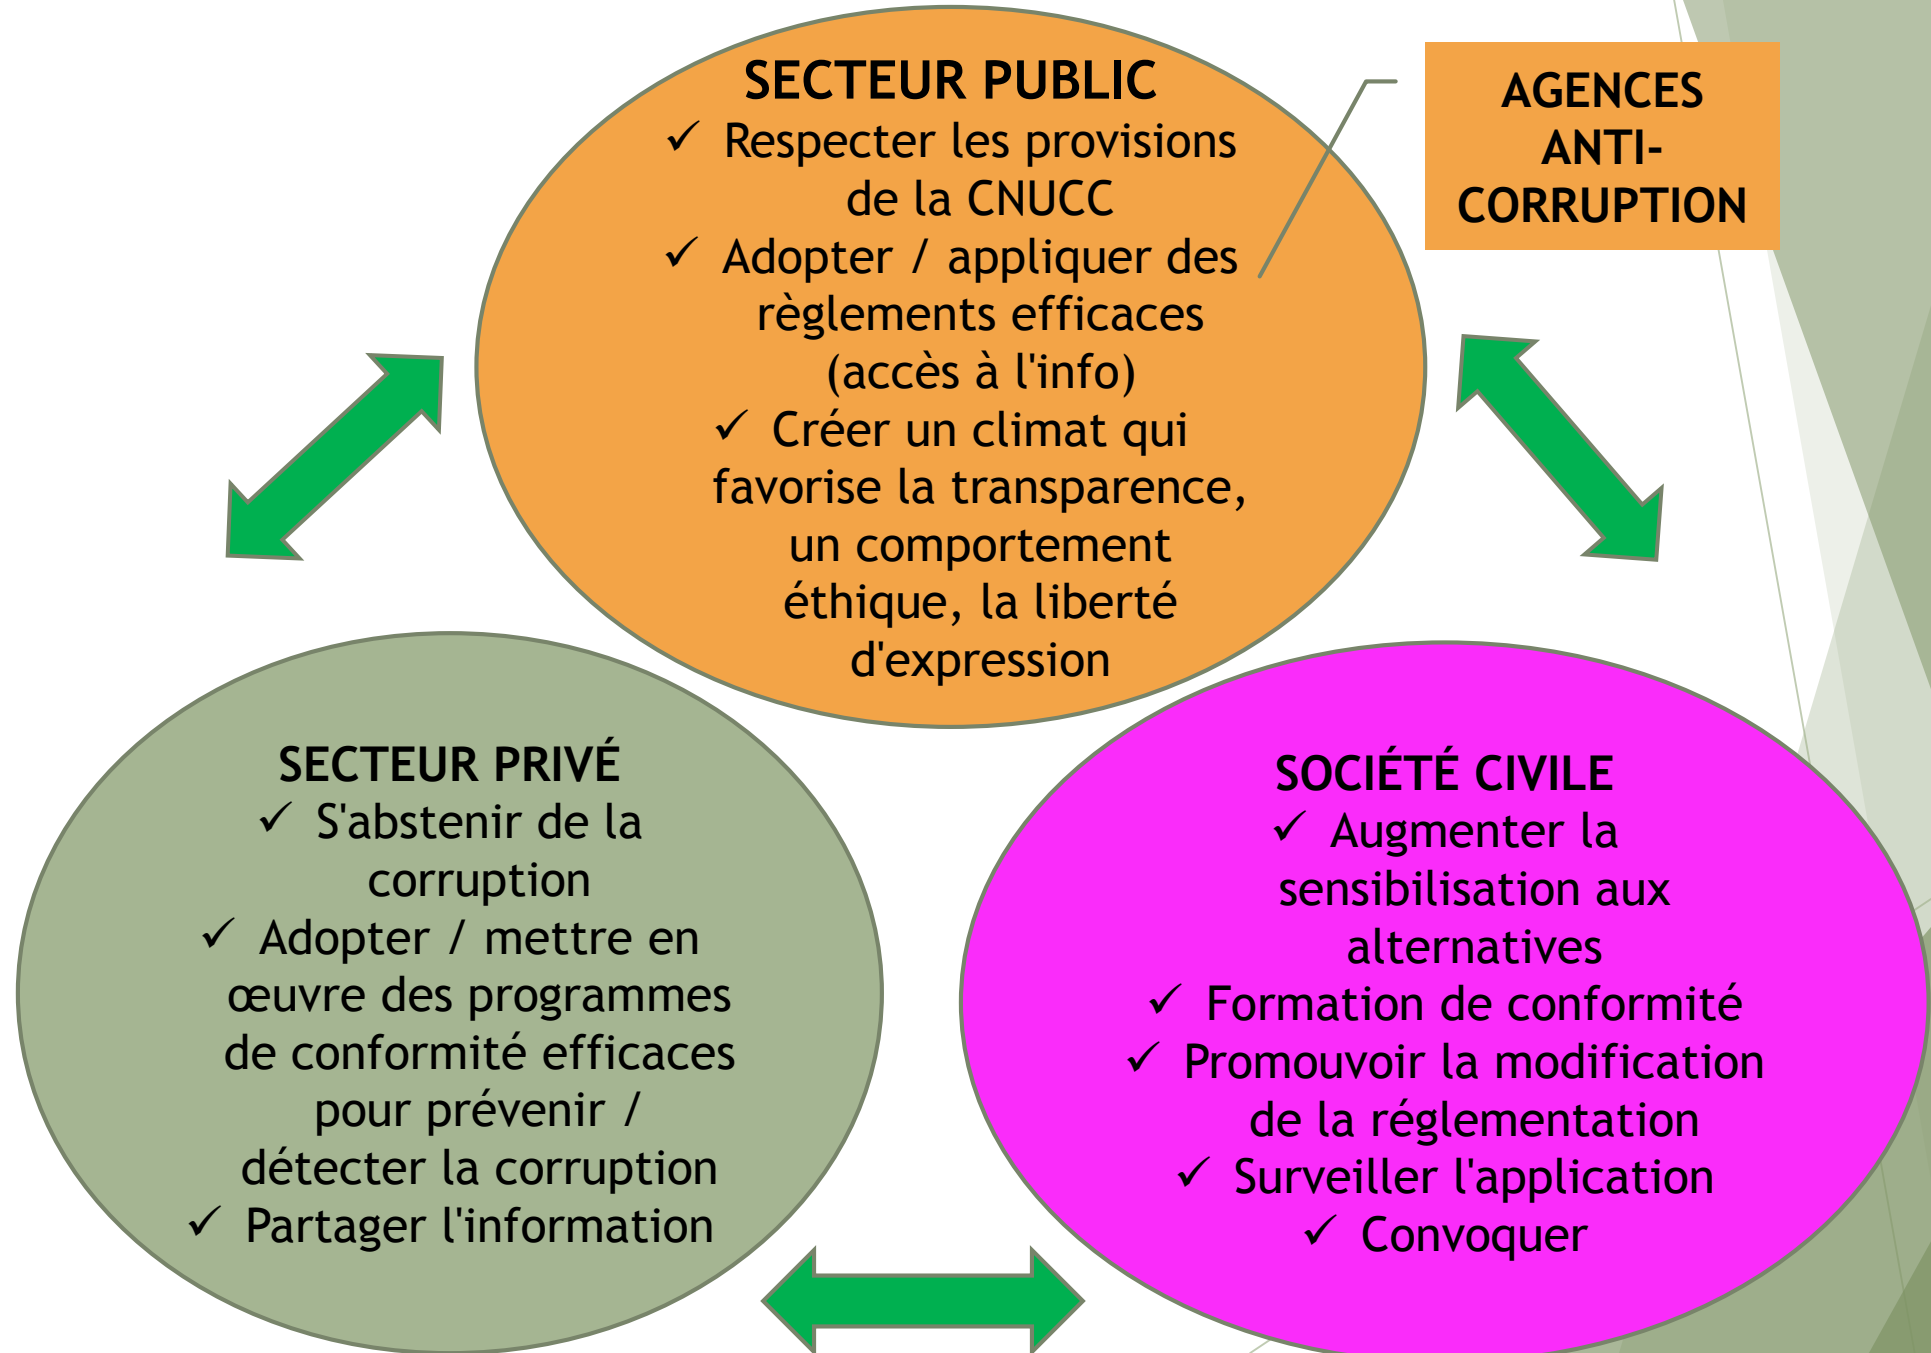 SECTEUR PUBLIC
✓ Respecter les provisions
de la CNUCC
✓ Adopter / appliquer des
règlements efficaces
(accès à l'info)
✓ Créer un climat qui
favorise la transparence,
un comportement
éthique, la liberté
d'expression
AGENCES
ANTI-
CORRUPTION
SECTEUR PRIVÉ
✓ S'abstenir de la
corruption
✓ Adopter / mettre en
œuvre des programmes
de conformité efficaces
pour prévenir /
détecter la corruption
✓ Partager l'information
SOCIÉTÉ CIVILE
✓ Augmenter la
sensibilisation aux
alternatives
✓ Formation de conformité
✓ Promouvoir la modification
de la réglementation
✓ Surveiller l'application
✓ Convoquer